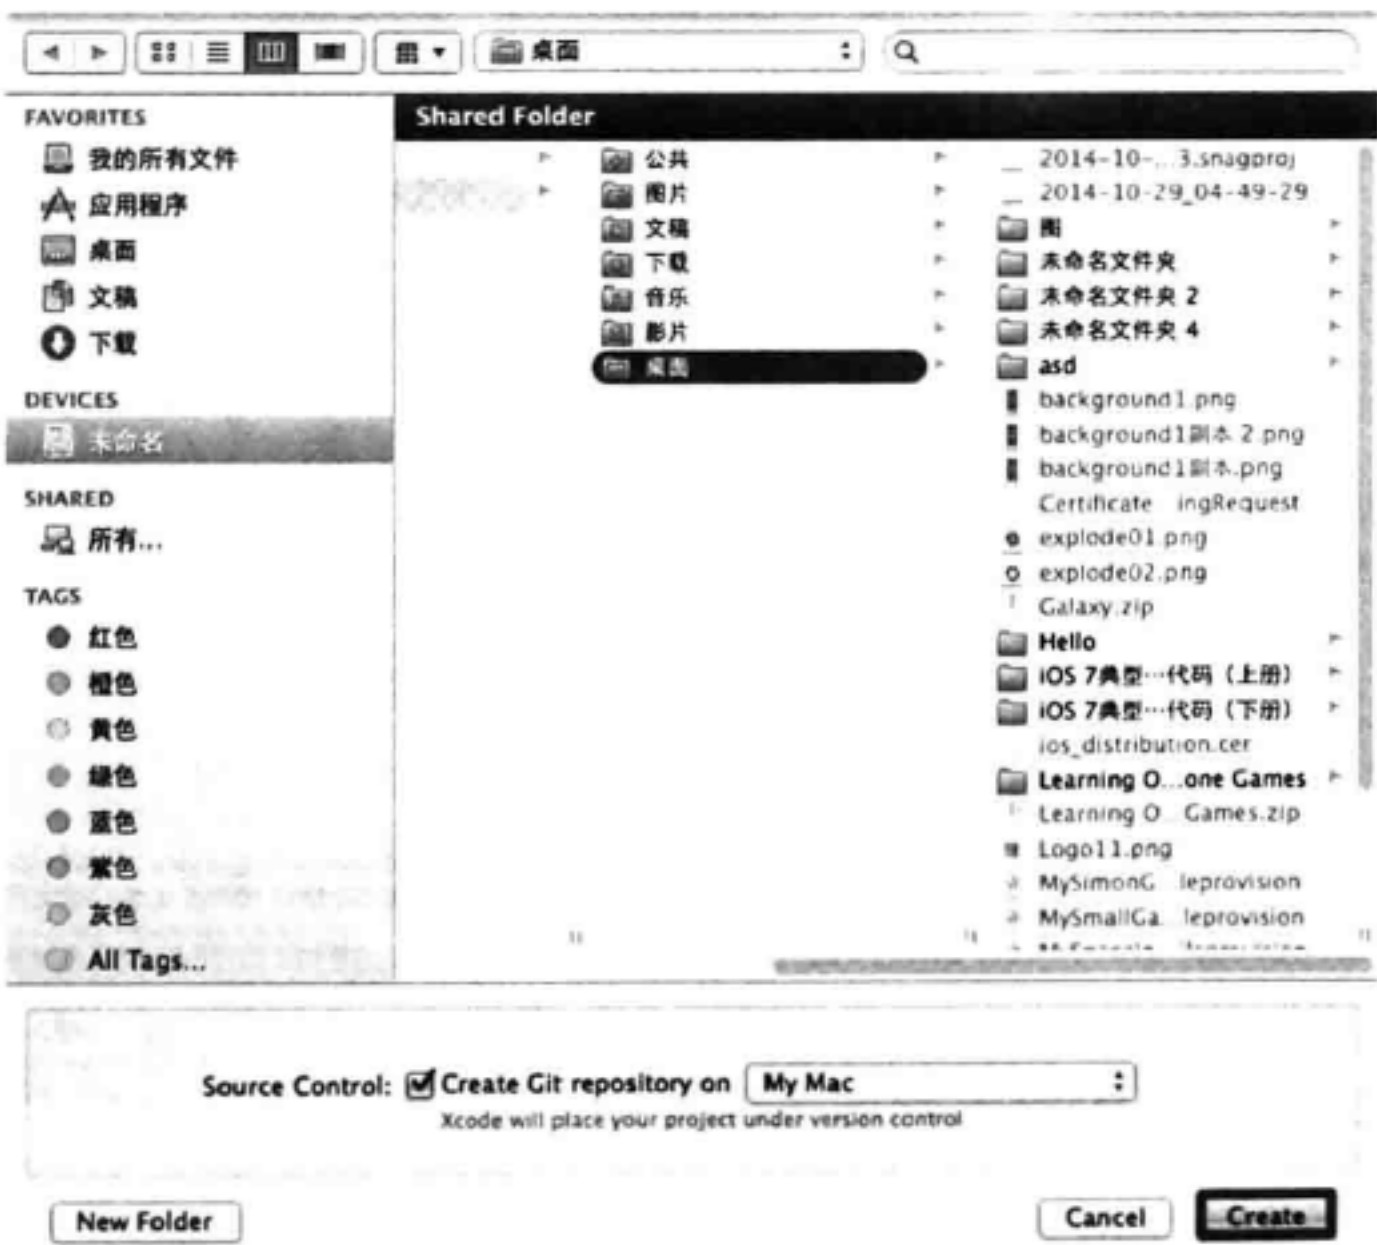 桌面
FAVORITES
我的所有文件
应用程序
桌面
文稿
下载
DEVICES
未命名
SHARED
所有...
TAGS
红色
橙色
黄色
绿色
蓝色
紫色
灰色
All Tags...
Shared Folder
公共
图片
文稿
下载
音乐
影片
桌面
2014-10-...3.snagproj
2014-10-29_04-49-29
图
未命名文件夹
未命名文件夹 2
未命名文件夹 4
asd
background1.png
background1副本 2.png
background1副本.png
Certificate ingRequest
explode01.png
explode02.png
Galaxy.zip
Hello
iOS 7典型…代码（上册）
iOS 7典型…代码（下册）
ios_distribution.cer
Learning O...one Games
Learning O Games.zip
Logo11.png
MySimonG leprovision
MySmallGa leprovision
Source Control: Create Git repository on My Mac
Xcode will place your project under version control
New Folder Cancel Create